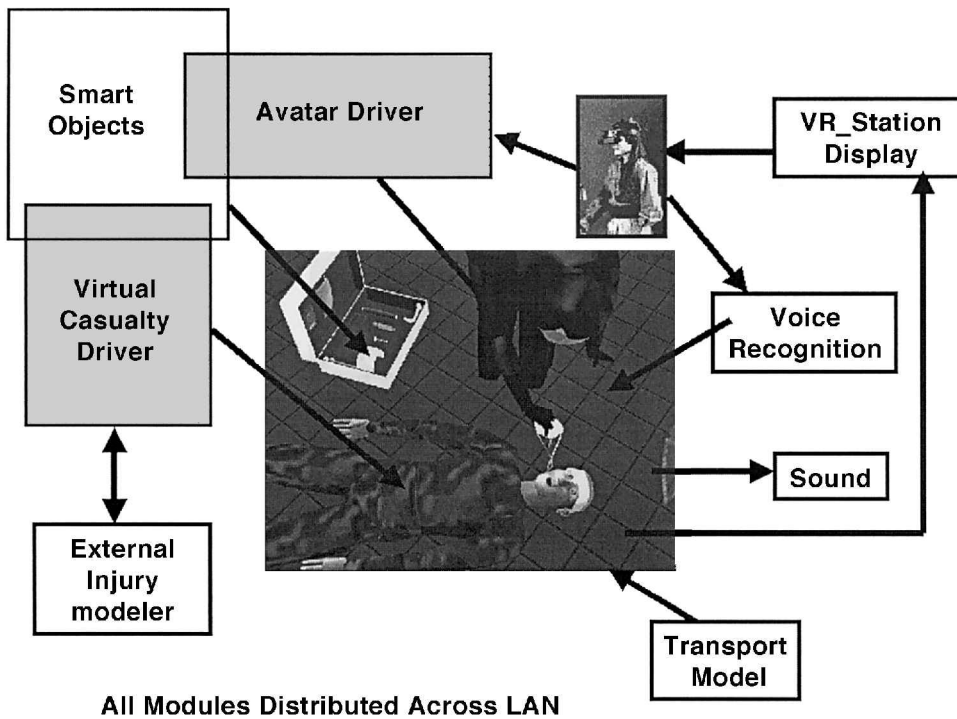 Smart
Objects
Avatar Driver
VR_Station
Display
Virtual
Casualty
Driver
Voice
Recognition
Sound
External
Injury
modeler
Transport
Model
All Modules Distributed Across LAN